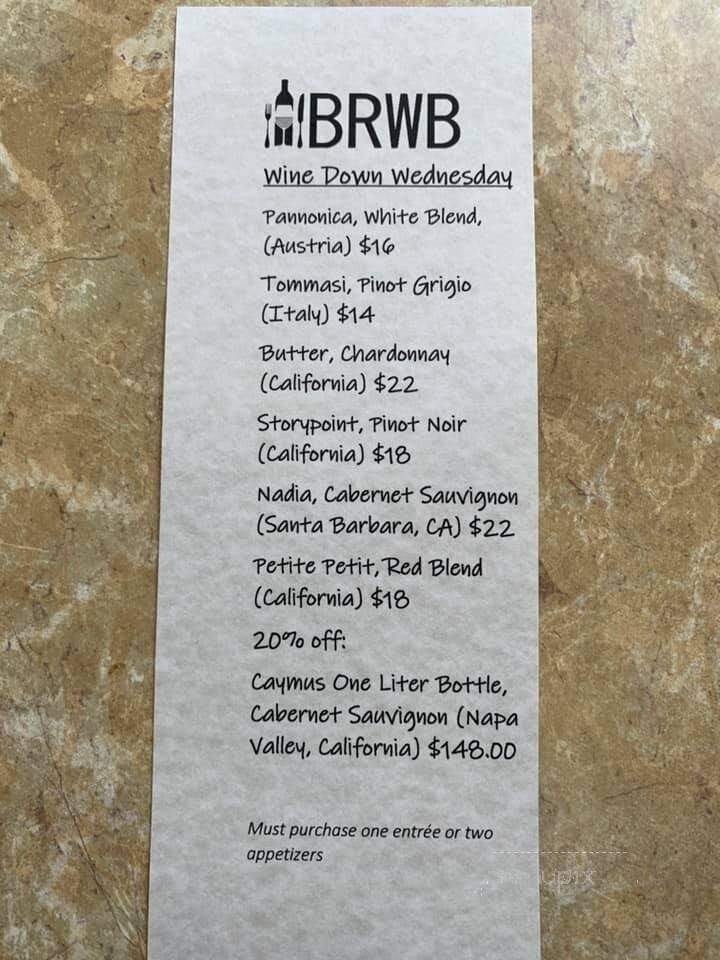 BRWB
Wine Down Wednesday
Pannonica, White Blend,
(Austria) $16
Tommasi, Pinot Grigio
(Italy) $14
Butter, Chardonnay
(California) $22
Storypoint, Pinot Noir
(California) $18
Nadia, Cabernet Sauvignon
(Santa Barbara, CA) $22
Petite Petit, Red Blend
(California) $18
20% off:
Caymus One Liter Bottle,
Cabernet Sauvignon (Napa
Valley, California) $148.00
Must purchase one entrée or two
appetizers